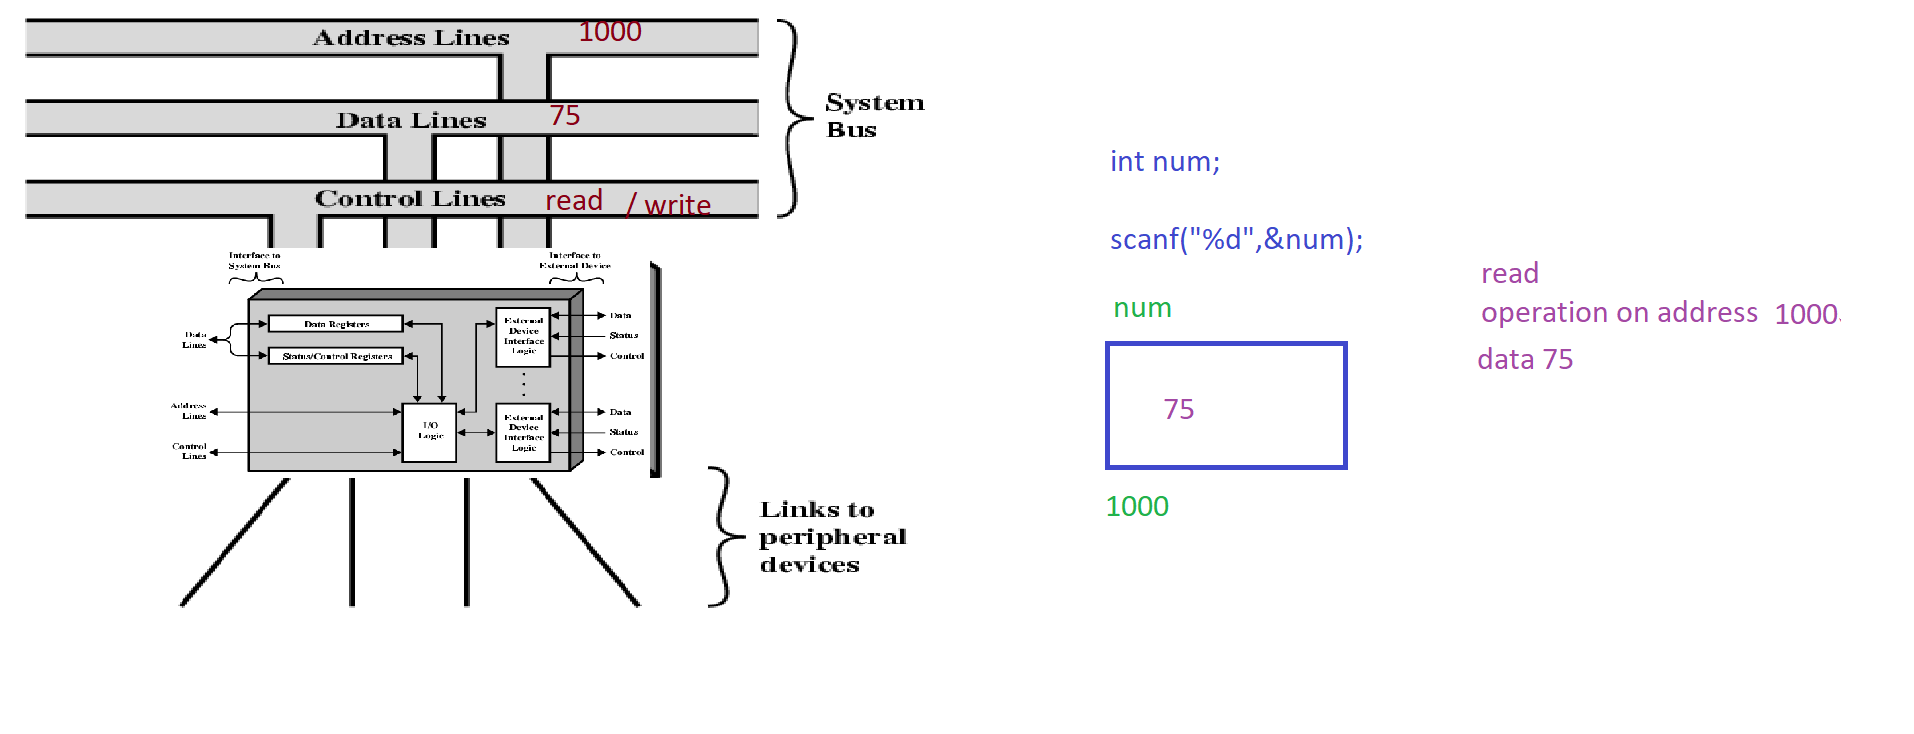 Address Lines 1000
Data Lines 75
Control Lines read / write
System
Bus
Interface to
System Bus
Interface to
External Device
Data
Lines
Data Registers
Status/Control Registers
External
Device
Interface
Logic
Data
Status
Control
Address
Lines
Control
Lines
I/O
Logic
External
Device
Interface
Logic
Data
Status
Control
Links to
peripheral
devices
int num;
scanf("%d",&num);
num
75
1000
read
operation on address 1000
data 75